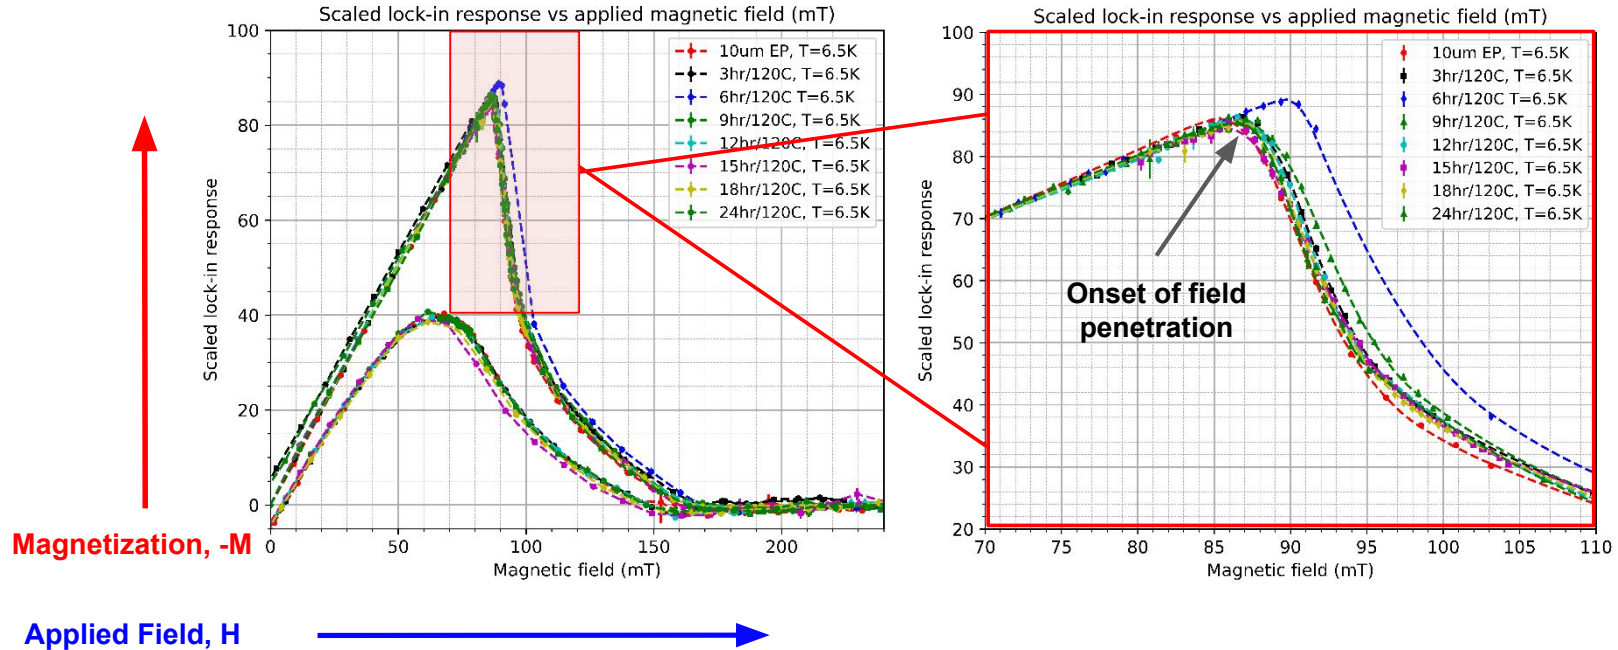 Scaled lock-in response vs applied magnetic field (mT)
100
80
60
40
20
0
Scaled lock-in response
10um EP, T=6.5K
3hr/120C, T=6.5K
6hr/120C T=6.5K
9hr/120C, T=6.5K
12hr/120C, T=6.5K
15hr/120C, T=6.5K
18hr/120C, T=6.5K
24hr/120C, T=6.5K
0 50 100 150 200
Magnetic field (mT)
Magnetization, -M
Applied Field, H
Scaled lock-in response vs applied magnetic field (mT)
100
90
80
70
60
50
40
30
20
Scaled lock-in response
10um EP, T=6.5K
3hr/120C, T=6.5K
6hr/120C, T=6.5K
9hr/120C, T=6.5K
12hr/120C, T=6.5K
15hr/120C, T=6.5K
18hr/120C, T=6.5K
24hr/120C, T=6.5K
Onset of field
penetration
70 75 80 85 90 95 100 105 110
Magnetic field (mT)